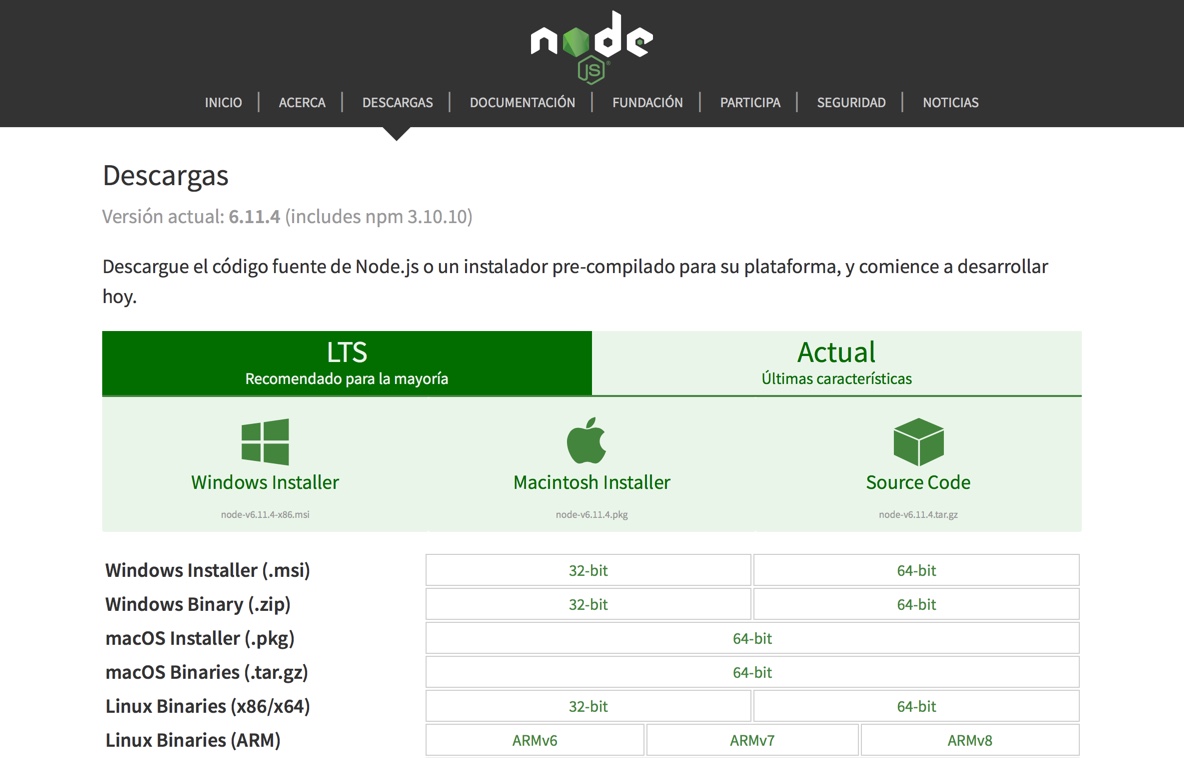 node
JS
INICIO | ACERCA | DESCARGAS | DOCUMENTACIÓN | FUNDACIÓN | PARTICIPA | SEGURIDAD | NOTICIAS
Descargas
Versión actual: 6.11.4 (includes npm 3.10.10)
Descargue el código fuente de Node.js o un instalador pre-compilado para su plataforma, y comience a desarrollar
hoy.
LTS
Recomendado para la mayoría
Actual
Últimas características
Windows Installer
node-v6.11.4-x86.msi
Macintosh Installer
node-v6.11.4.pkg
Source Code
node-v6.11.4.tar.gz
Windows Installer (.msi) 32-bit 64-bit
Windows Binary (.zip) 32-bit 64-bit
macOS Installer (.pkg) 64-bit
macOS Binaries (.tar.gz) 64-bit
Linux Binaries (x86/x64) 32-bit 64-bit
Linux Binaries (ARM) ARMv6 ARMv7 ARMv8